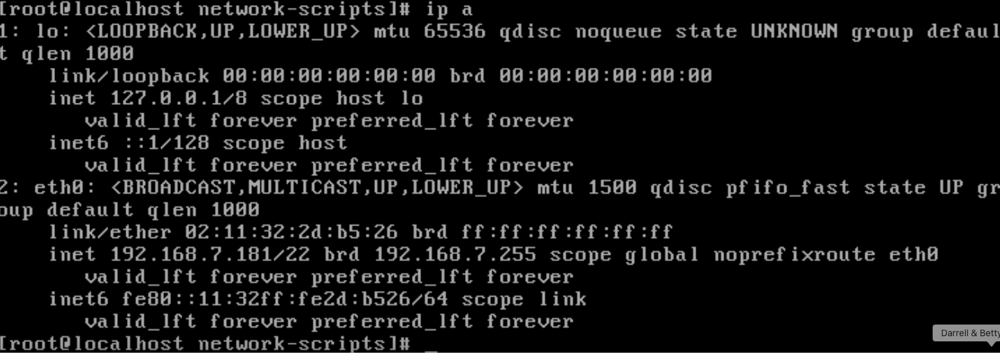 [root@localhost network-scripts]# ip a
1: lo: <LOOPBACK,UP,LOWER_UP> mtu 65536 qdisc noqueue state UNKNOWN group defaul
t qlen 1000
    link/loopback 00:00:00:00:00:00 brd 00:00:00:00:00:00
    inet 127.0.0.1/8 scope host lo
       valid_lft forever preferred_lft forever
    inet6 ::1/128 scope host
       valid_lft forever preferred_lft forever
2: eth0: <BROADCAST,MULTICAST,UP,LOWER_UP> mtu 1500 qdisc pfifo_fast state UP gr
oup default qlen 1000
    link/ether 02:11:32:2d:b5:26 brd ff:ff:ff:ff:ff:ff
    inet 192.168.7.181/22 brd 192.168.7.255 scope global noprefixroute eth0
       valid_lft forever preferred_lft forever
    inet6 fe80::11:32ff:fe2d:b526/64 scope link
       valid_lft forever preferred_lft forever
Darrell & Betty
[root@localhost network-scripts]# _